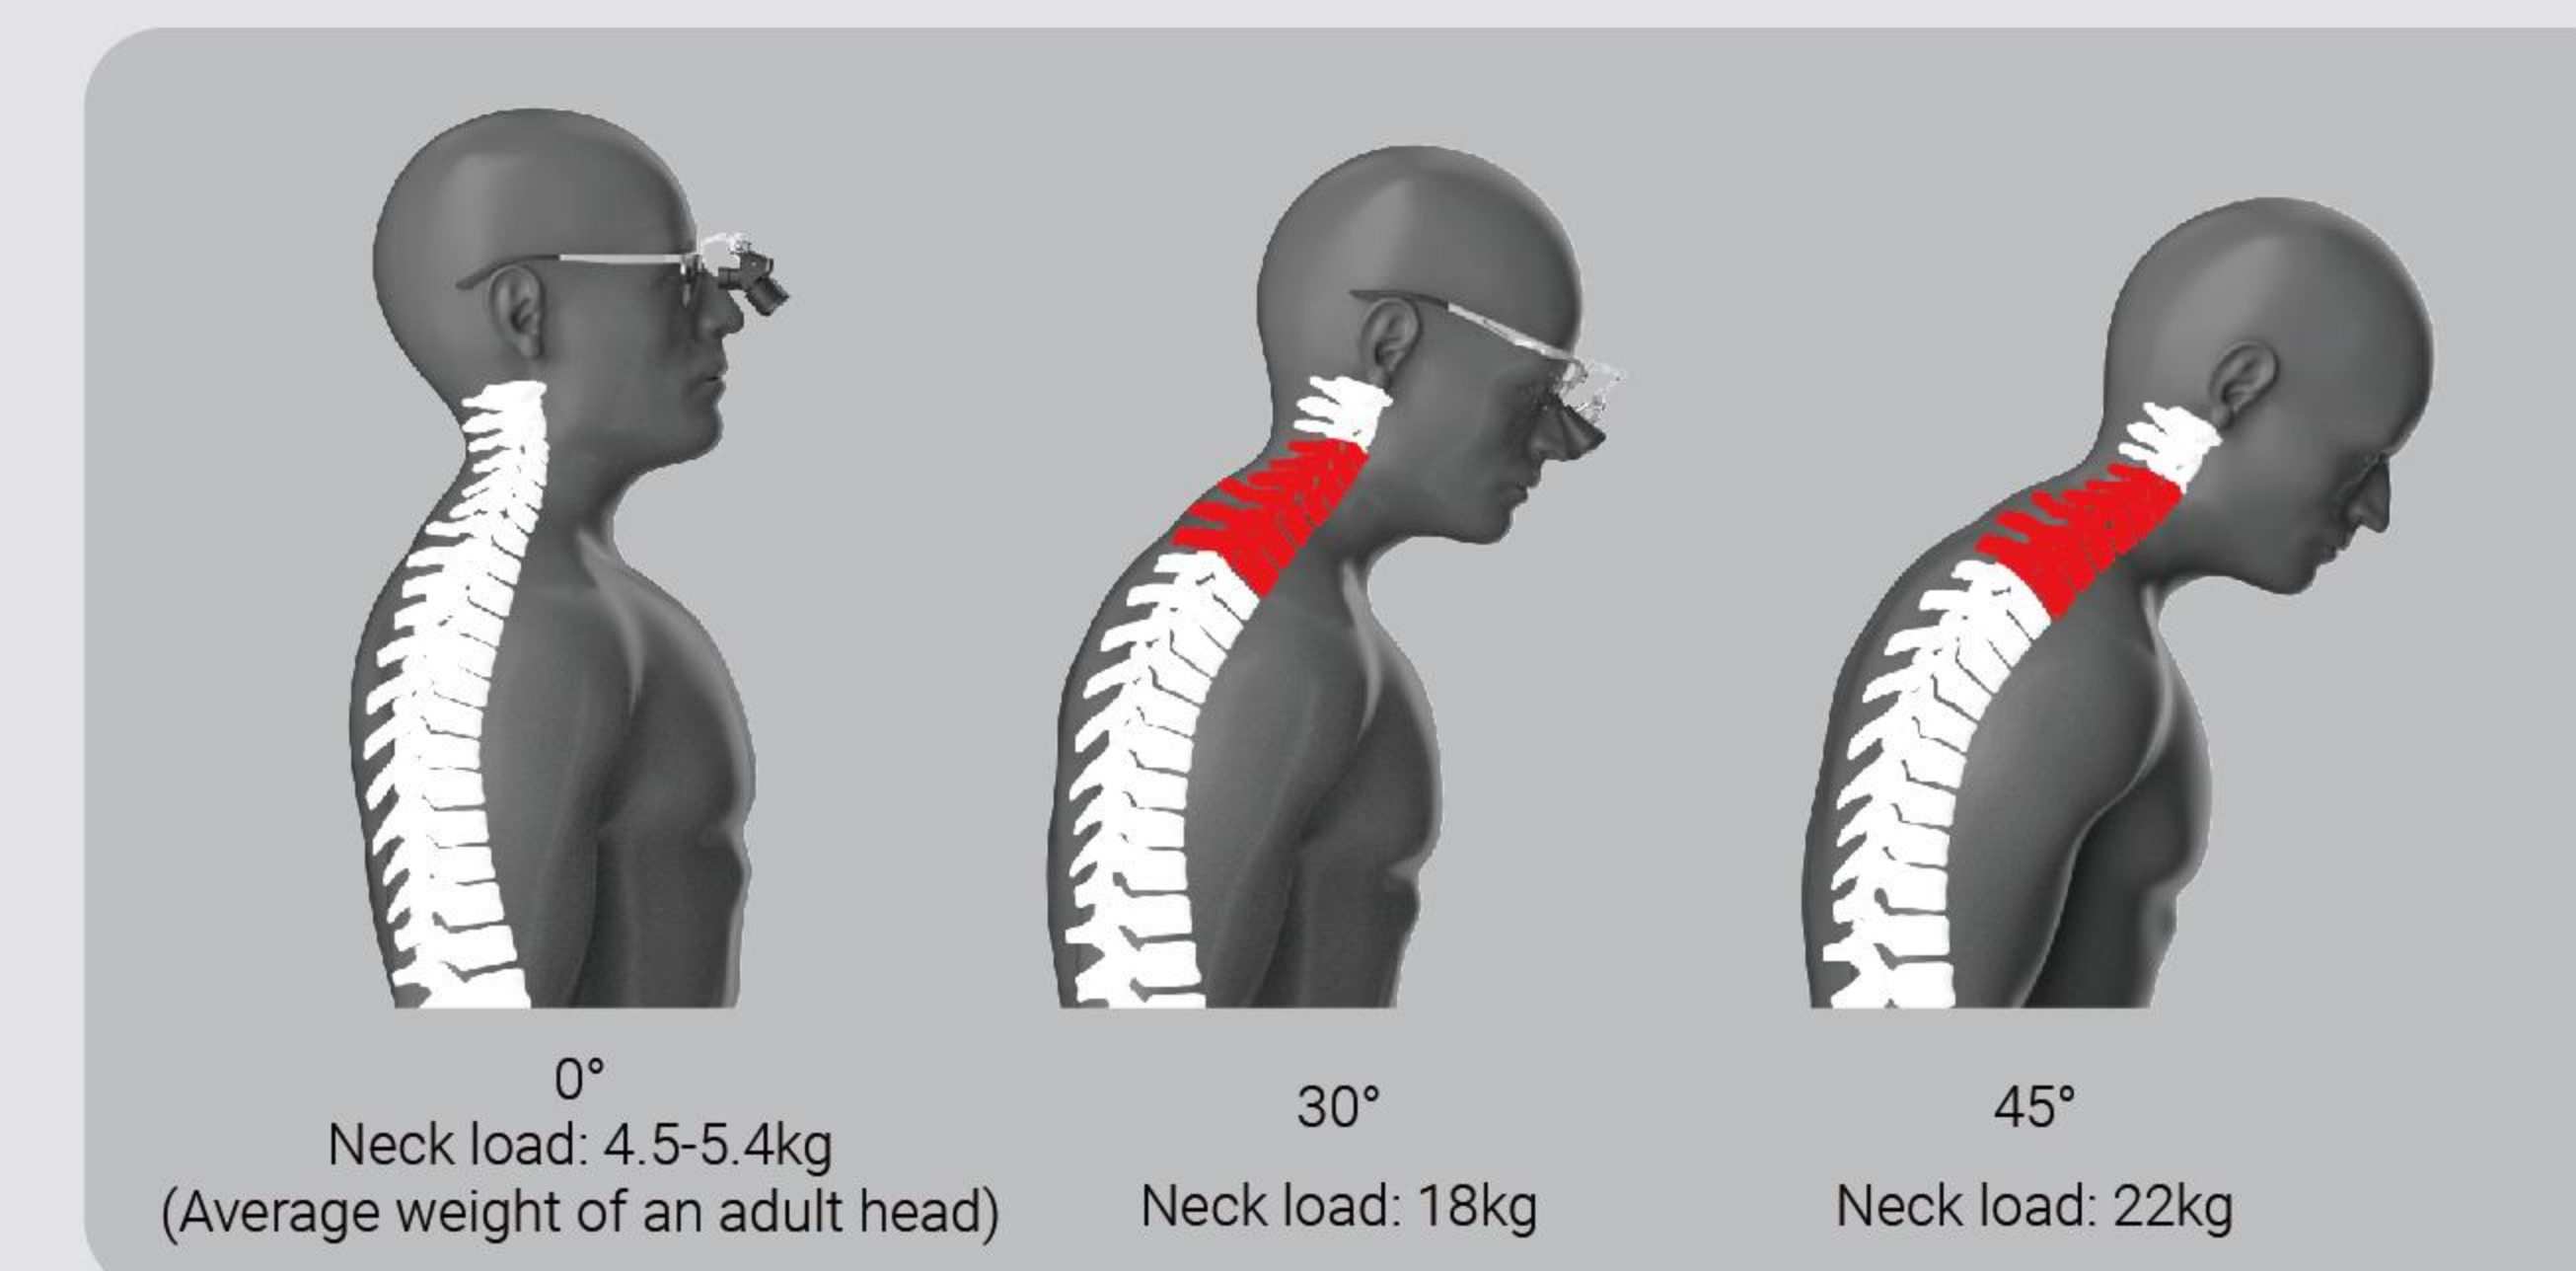 0°
Neck load: 4.5-5.4kg
(Average weight of an adult head)
30°
Neck load: 18kg
45°
Neck load: 22kg